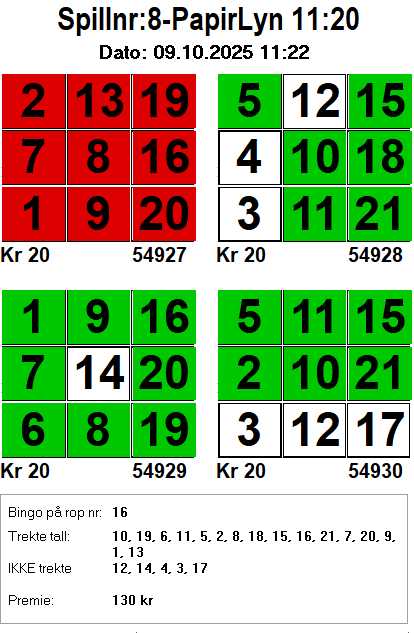 Spillnr:8-PapirLyn 11:20
Dato: 09.10.2025 11:22
2 13 19
7 8 16
1 9 20
Kr 20 54927
5 12 15
4 10 18
3 11 21
Kr 20 54928
1 9 16
7 14 20
6 8 19
Kr 20 54929
5 11 15
2 10 21
3 12 17
Kr 20 54930
Bingo på rop nr: 16
Trekte tall: 10, 19, 6, 11, 5, 2, 8, 18, 15, 16, 21, 7, 20, 9,
1, 13
IKKE trekte 12, 14, 4, 3, 17
Premie: 130 kr